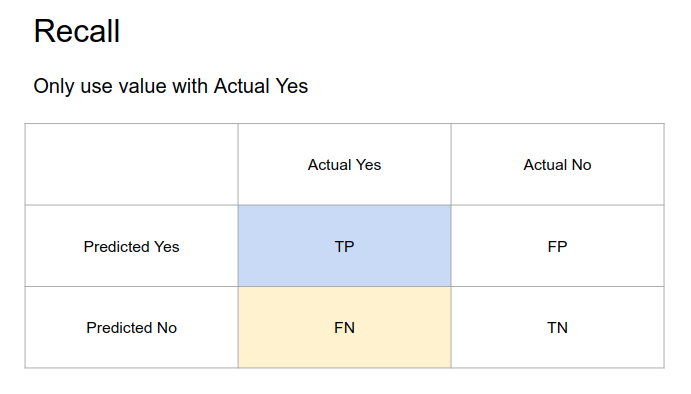 Recall
Only use value with Actual Yes
Actual Yes Actual No
Predicted Yes TP FP
Predicted No FN TN